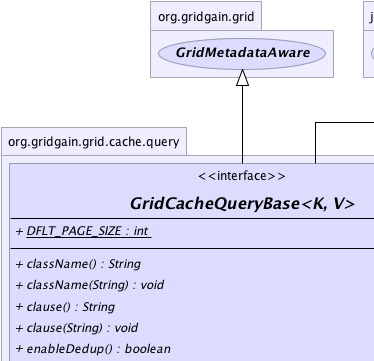 org.gridgain.grid
j
GridMetadataAware
org.gridgain.grid.cache.query
<<interface>>
GridCacheQueryBase<K, V>
+ DFLT_PAGE_SIZE : int
+ className() : String
+ className(String) : void
+ clause() : String
+ clause(String) : void
+ enableDedup() : boolean